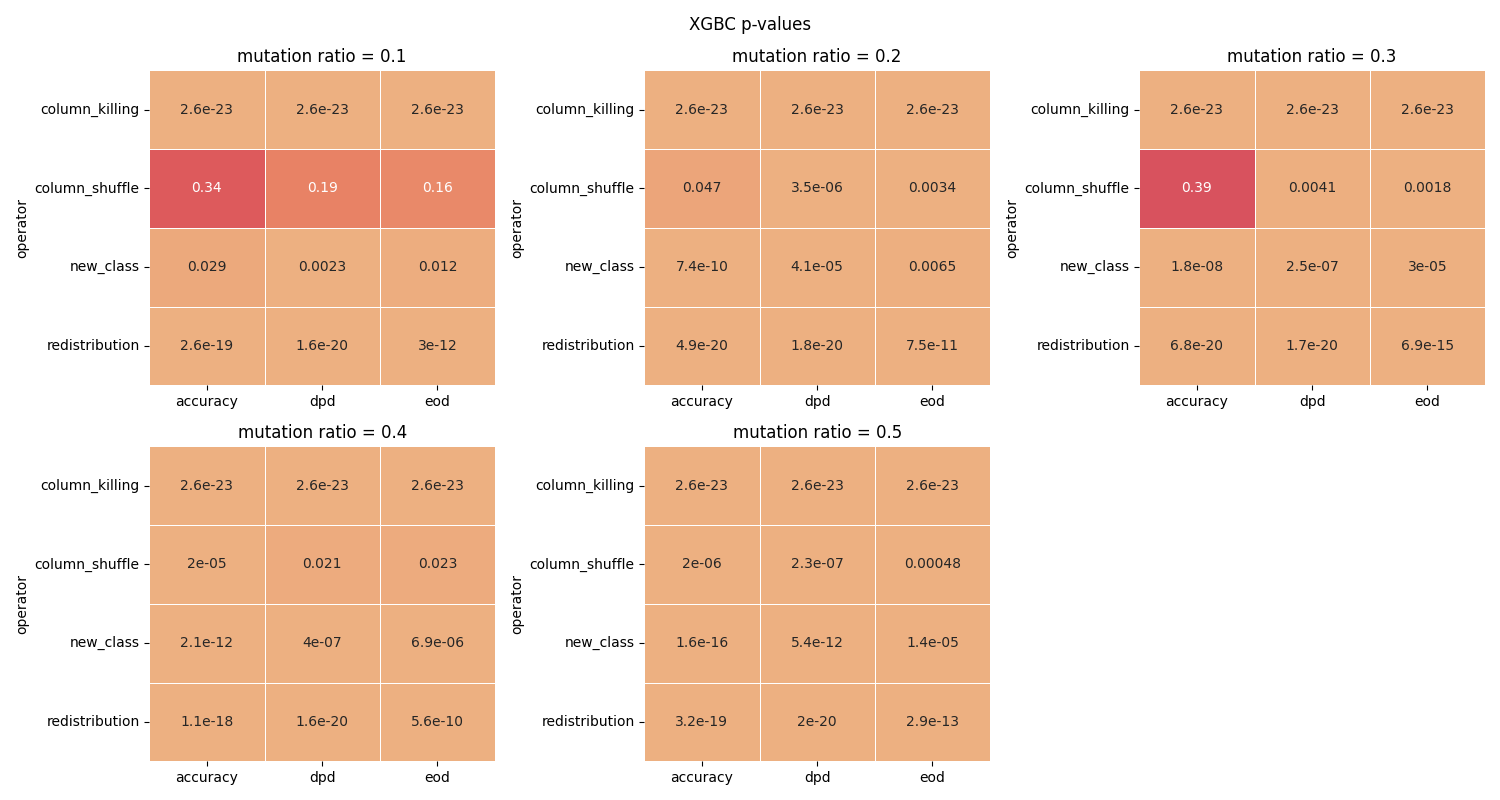 XGBC p-values
mutation ratio = 0.1
operator
column_killing 2.6e-23 2.6e-23 2.6e-23
column_shuffle 0.34 0.19 0.16
new_class 0.029 0.0023 0.012
redistribution 2.6e-19 1.6e-20 3e-12
accuracy dpd eod
mutation ratio = 0.2
operator
column_killing 2.6e-23 2.6e-23 2.6e-23
column_shuffle 0.047 3.5e-06 0.0034
new_class 7.4e-10 4.1e-05 0.0065
redistribution 4.9e-20 1.8e-20 7.5e-11
accuracy dpd eod
mutation ratio = 0.3
operator
column_killing 2.6e-23 2.6e-23 2.6e-23
column_shuffle 0.39 0.0041 0.0018
new_class 1.8e-08 2.5e-07 3e-05
redistribution 6.8e-20 1.7e-20 6.9e-15
accuracy dpd eod
mutation ratio = 0.4
operator
column_killing 2.6e-23 2.6e-23 2.6e-23
column_shuffle 2e-05 0.021 0.023
new_class 2.1e-12 4e-07 6.9e-06
redistribution 1.1e-18 1.6e-20 5.6e-10
accuracy dpd eod
mutation ratio = 0.5
operator
column_killing 2.6e-23 2.6e-23 2.6e-23
column_shuffle 2e-06 2.3e-07 0.00048
new_class 1.6e-16 5.4e-12 1.4e-05
redistribution 3.2e-19 2e-20 2.9e-13
accuracy dpd eod